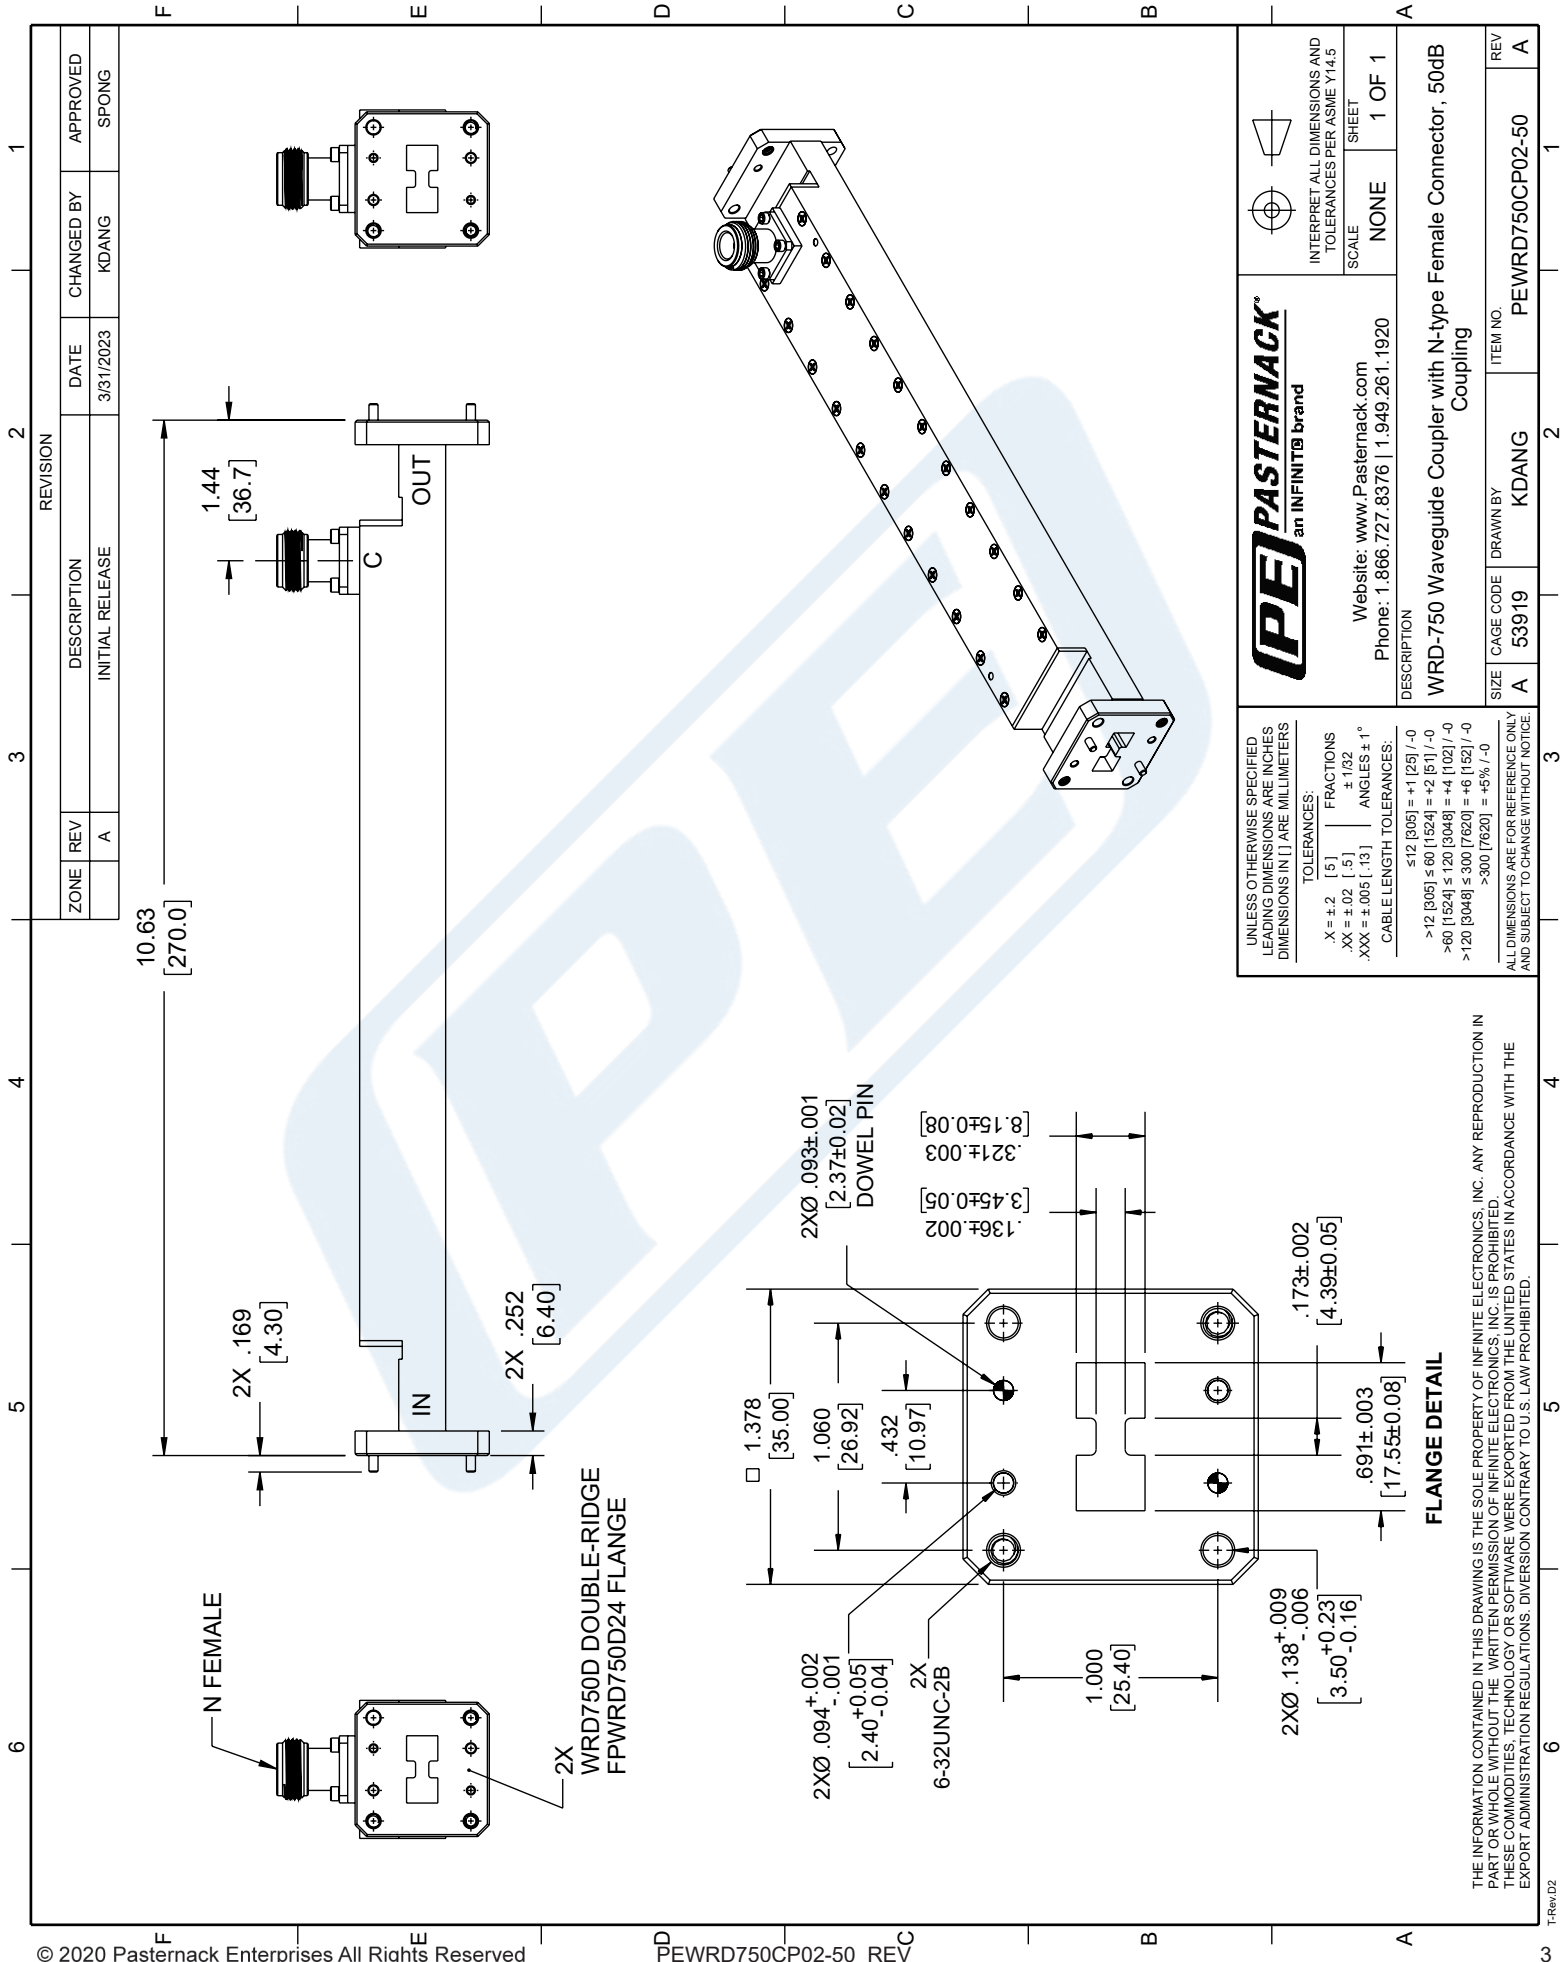 REVISION
ZONE REV DESCRIPTION DATE CHANGED BY APPROVED
A INITIAL RELEASE 3/31/2023 KDANG SPONG
6 5 4 3 2 1
F
E
D
C
B
A
10.63
[270.0]
1.44
[36.7]
2X .169
[4.30]
N FEMALE
C
IN
OUT
2X .252
[6.40]
2X
WRD750D DOUBLE-RIDGE
FPWRD750D24 FLANGE
□ 1.378
[35.00]
1.060
[26.92]
.432
[10.97]
2XØ .093±.001
[2.37±0.02]
DOWEL PIN
2XØ .094 +.002 -.001
[2.40 +0.05 -0.04]
2X
6-32UNC-2B
.136±.002
[3.45±0.05]
.321±.003
[8.15±0.08]
1.000
[25.40]
2XØ .138 +.009 -.006
[3.50 +0.23 -0.16]
.173±.002
[4.39±0.05]
.691±.003
[17.55±0.08]
FLANGE DETAIL
THE INFORMATION CONTAINED IN THIS DRAWING IS THE SOLE PROPERTY OF INFINITE ELECTRONICS, INC. ANY REPRODUCTION IN
PART OR WHOLE WITHOUT THE WRITTEN PERMISSION OF INFINITE ELECTRONICS, INC. IS PROHIBITED.
THESE COMMODITIES, TECHNOLOGY OR SOFTWARE WERE EXPORTED FROM THE UNITED STATES IN ACCORDANCE WITH THE
EXPORT ADMINISTRATION REGULATIONS. DIVERSION CONTRARY TO U.S. LAW PROHIBITED.
UNLESS OTHERWISE SPECIFIED
LEADING DIMENSIONS ARE INCHES
DIMENSIONS IN [ ] ARE MILLIMETERS
TOLERANCES:
.X = ±.2 [5] FRACTIONS
.XX = ±.02 [.5] ± 1/32
.XXX = ±.005 [.13] ANGLES ± 1°
CABLE LENGTH TOLERANCES:
≤12 [305] = +1 [25] / -0
>12 [305] ≤ 60 [1524] = +2 [51] / -0
>60 [1524] ≤ 120 [3048] = +4 [102] / -0
>120 [3048] ≤ 300 [7620] = +6 [152] / -0
>300 [7620] = +5% / -0
ALL DIMENSIONS ARE FOR REFERENCE ONLY
AND SUBJECT TO CHANGE WITHOUT NOTICE.
PE PASTERNACK®
an INFINITE brand
Website: www.Pasternack.com
Phone: 1.866.727.8376 | 1.949.261.1920
INTERPRET ALL DIMENSIONS AND
TOLERANCES PER ASME Y14.5
SCALE NONE SHEET 1 OF 1
DESCRIPTION
WRD-750 Waveguide Coupler with N-type Female Connector, 50dB
Coupling
SIZE A CAGE CODE 53919 DRAWN BY KDANG ITEM NO. PEWRD750CP02-50 REV A
6 5 4 3 2 1
F
E
D
C
B
A
T-Rev.D2
© 2020 Pasternack Enterprises All Rights Reserved PEWRD750CP02-50 REV 3